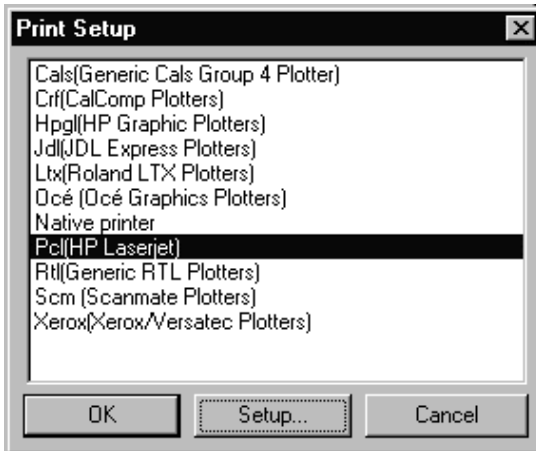 Print Setup
Cals(Generic Cals Group 4 Plotter)
Crf(CalComp Plotters)
Hpgl(HP Graphic Plotters)
Jdl(JDL Express Plotters)
Ltx(Roland LTX Plotters)
Océ (Océ Graphics Plotters)
Native printer
Pcl(HP Laserjet)
Rtl(Generic RTL Plotters)
Scm (Scanmate Plotters)
Xerox(Xerox/Versatec Plotters)
OK Setup... Cancel